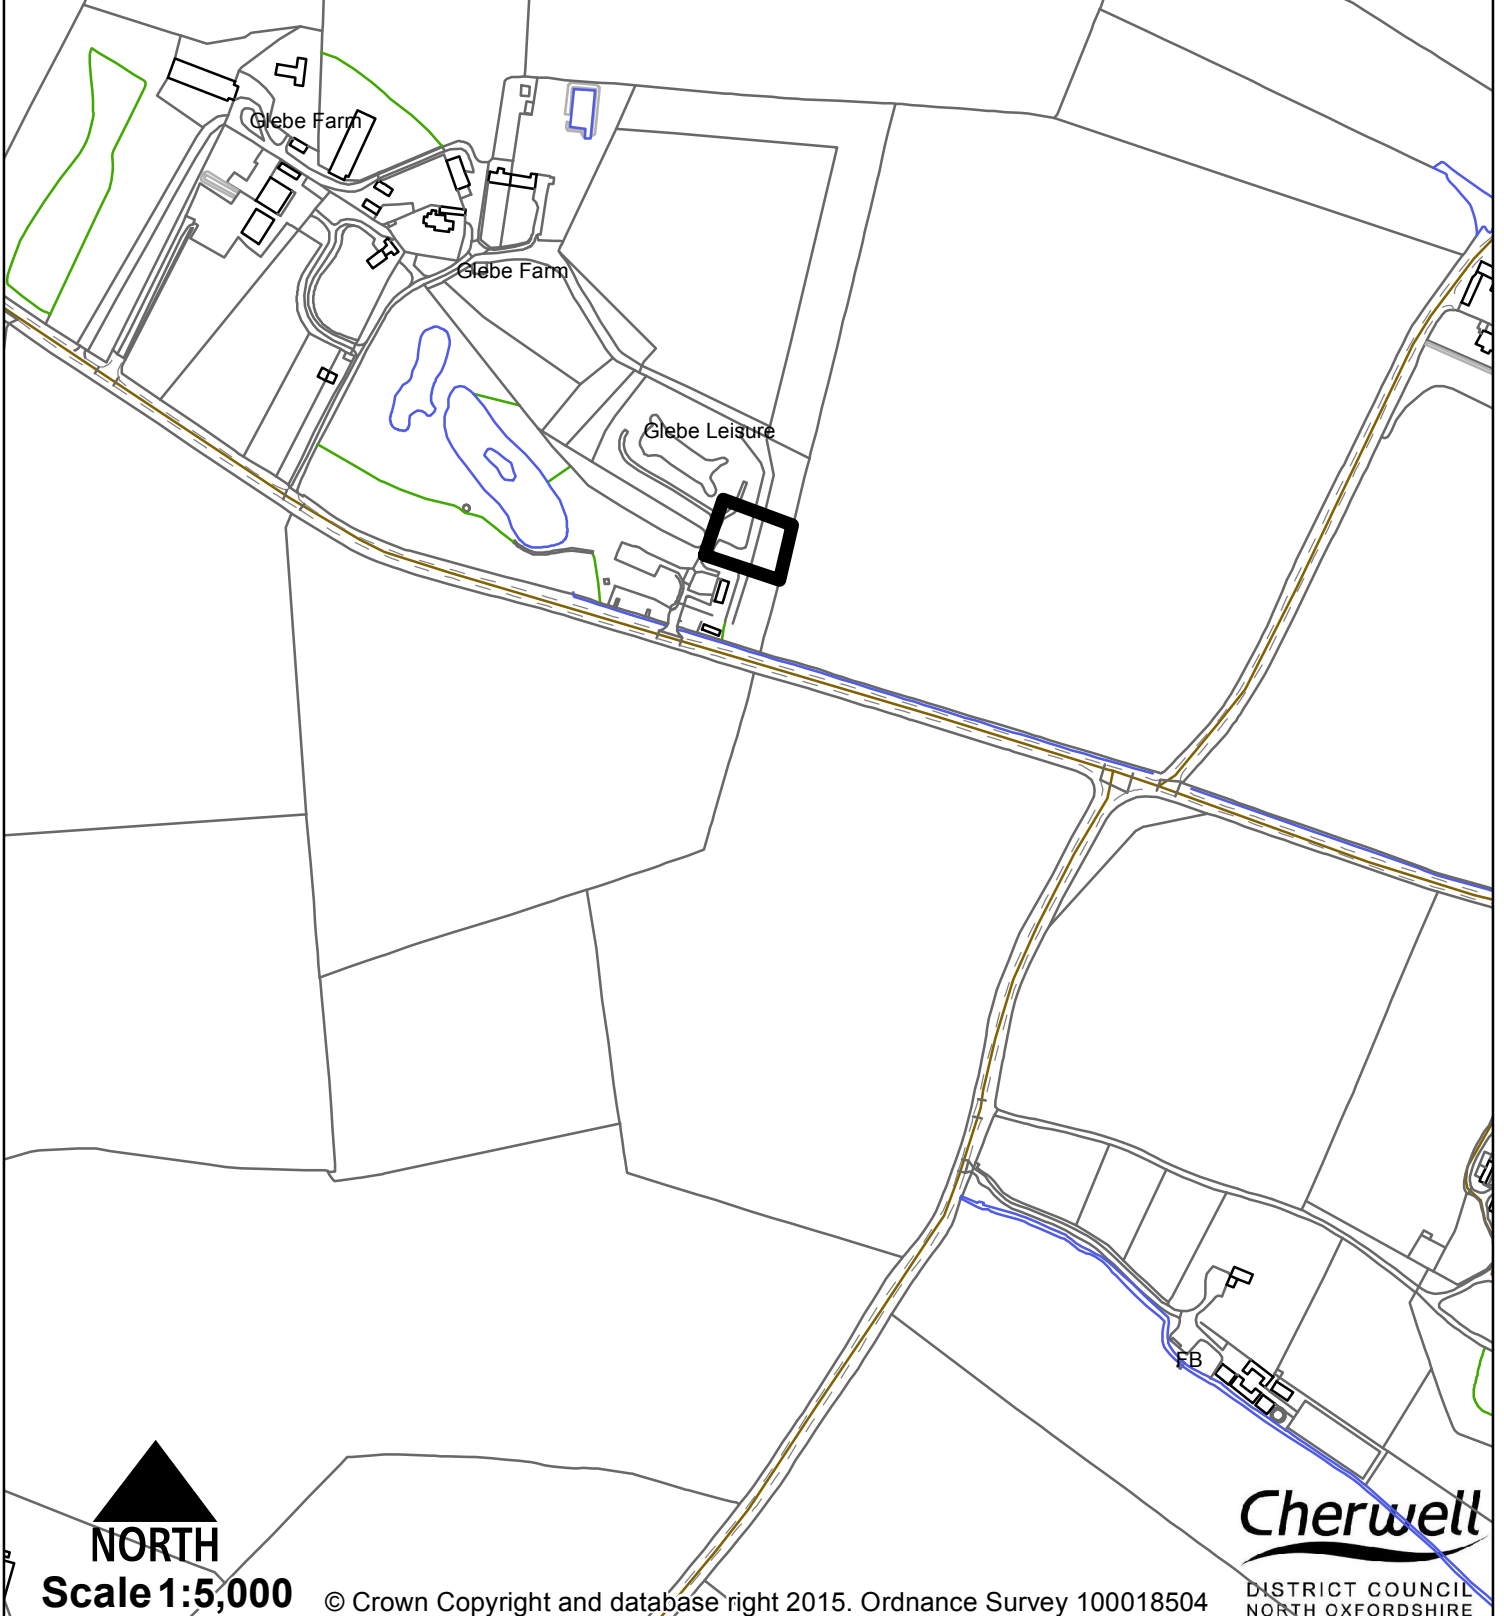 Glebe Farm
Glebe Farm
Glebe Leisure
FB
NORTH
Scale 1:5,000
© Crown Copyright and database right 2015. Ordnance Survey 100018504
Cherwell
DISTRICT COUNCIL
NORTH OXFORDSHIRE